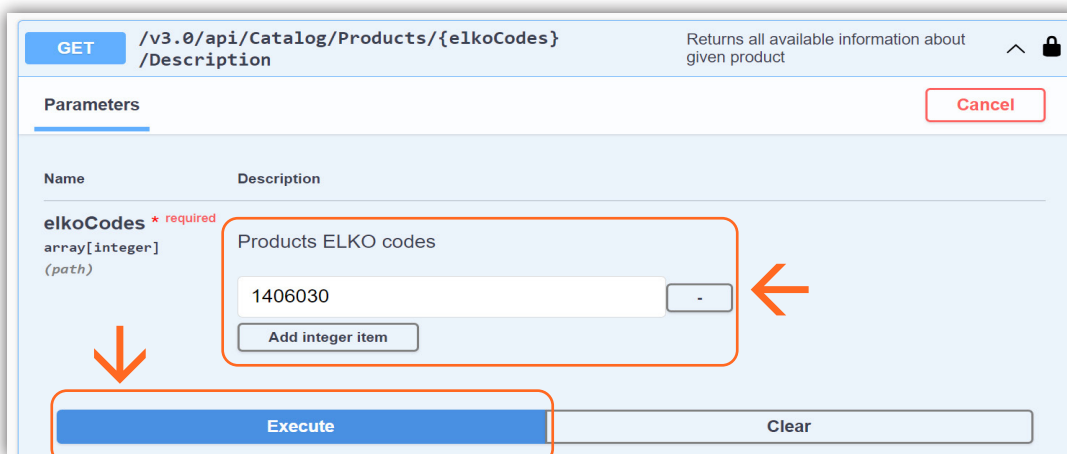 GET /v3.0/api/Catalog/Products/{elkoCodes}
/Description
Returns all available information about
given product
Parameters
Cancel
Name Description
elkoCodes * required
array[integer]
(path)
Products ELKO codes
1406030 -
Add integer item
Execute Clear